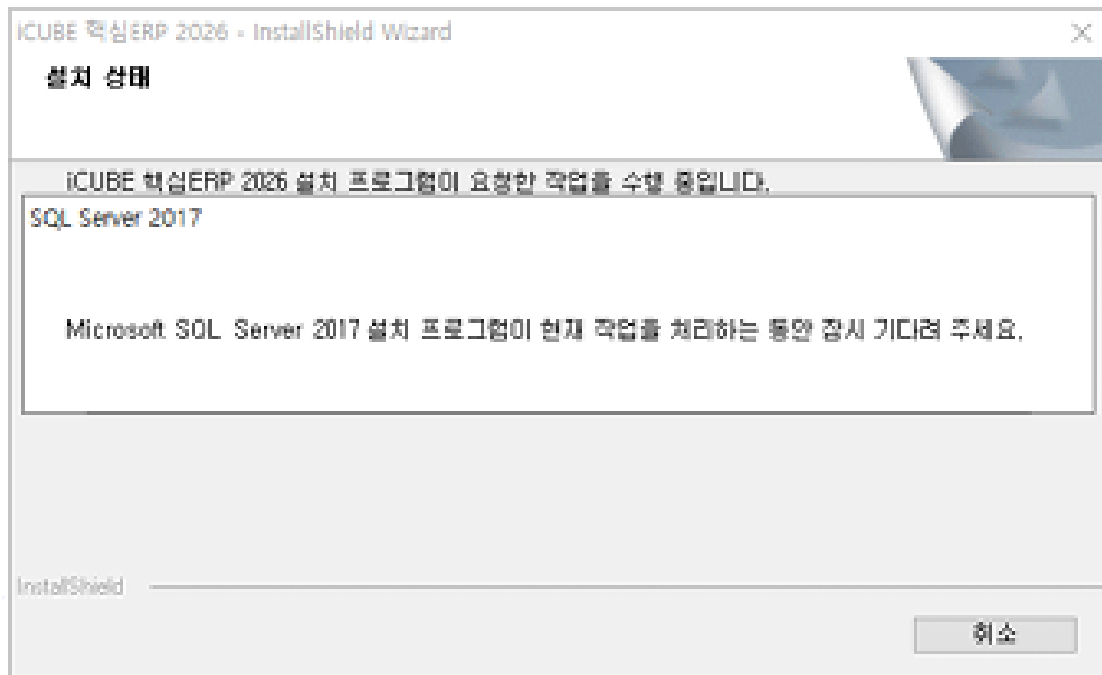 iCUBE 핵심ERP 2026 - InstallShield Wizard
설치 상태
iCUBE 핵심ERP 2026 설치 프로그램이 요청한 작업을 수행 중입니다.
SQL Server 2017
Microsoft SQL Server 2017 설치 프로그램이 현재 작업을 처리하는 동안 잠시 기다려 주세요.
InstallShield
취소